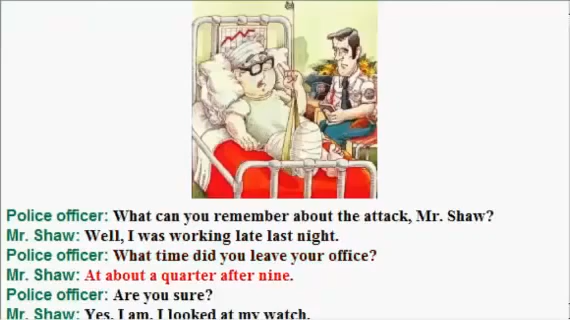 Police officer: What can you remember about the attack, Mr. Shaw?
Mr. Shaw: Well, I was working late last night.
Police officer: What time did you leave your office?
Mr. Shaw: At about a quarter after nine.
Police officer: Are you sure?
Mr. Shaw: Yes, I am. I looked at my watch.